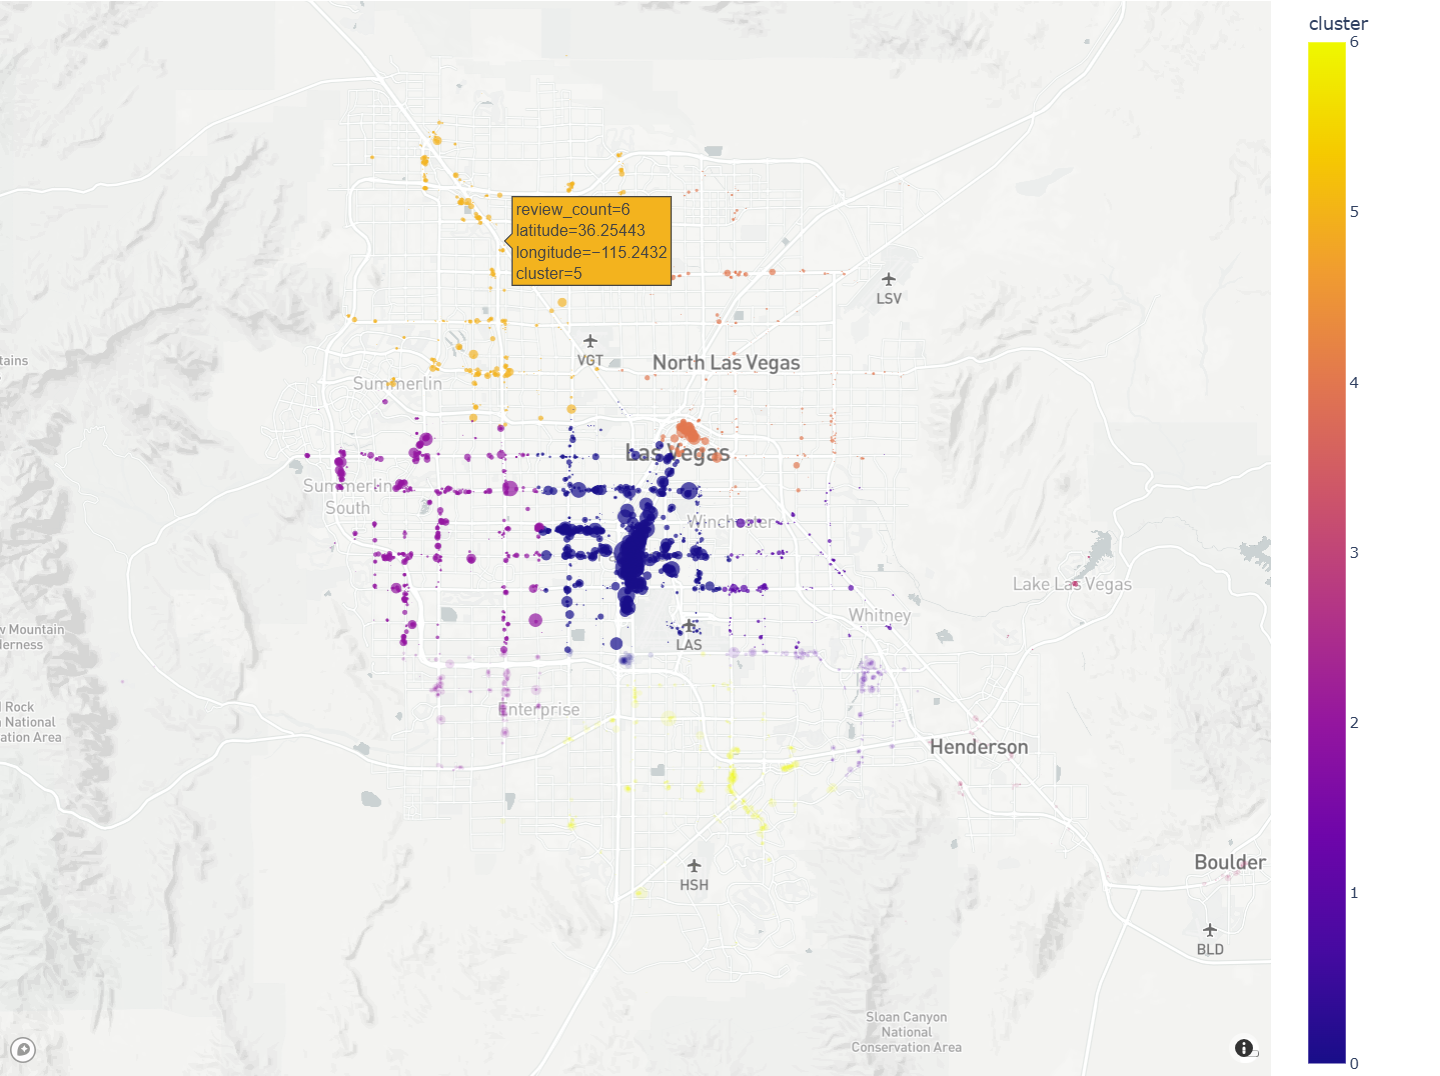 cluster
6
5
4
3
2
1
0
review_count=6
latitude=36.25443
longitude=−115.2432
cluster=5
LSV
VGT
North Las Vegas
tains
Summerlin
Las Vegas
Summerlin
South
Winchester
Lake Las Vegas
Whitney
w Mountain
derness
LAS
Rock
National
ation Area
Enterprise
Henderson
Boulder
HSH
BLD
Sloan Canyon
National
Conservation Area